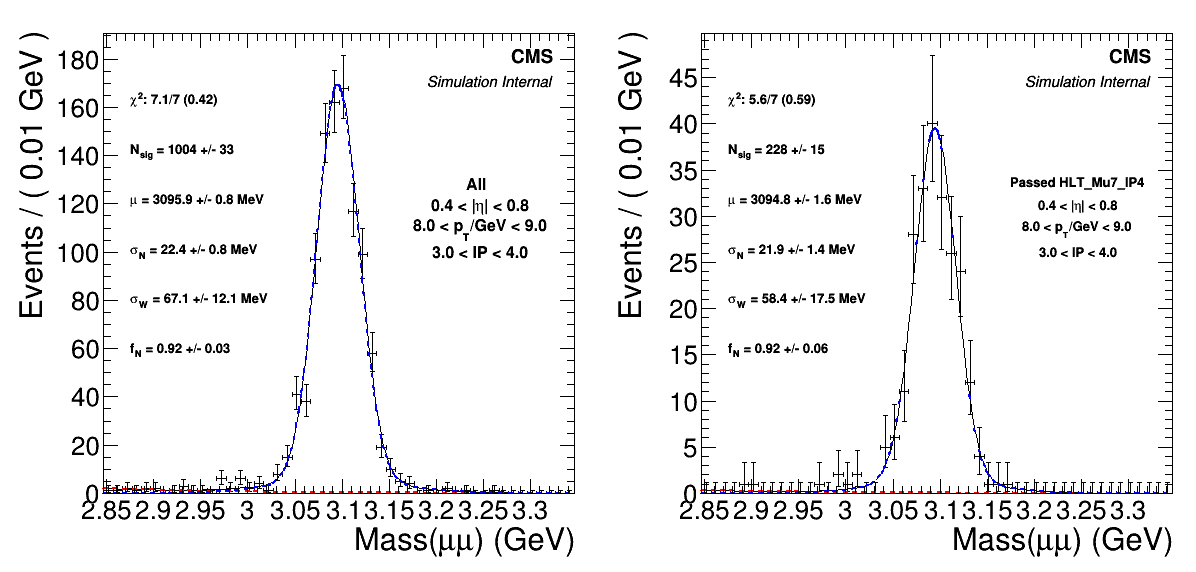 CMS
Simulation Internal
χ²: 7.1/7 (0.42)
N_sig = 1004 +/- 33
μ = 3095.9 +/- 0.8 MeV
σ_N = 22.4 +/- 0.8 MeV
σ_W = 67.1 +/- 12.1 MeV
f_N = 0.92 +/- 0.03
All
0.4 < |η| < 0.8
8.0 < p_T/GeV < 9.0
3.0 < IP < 4.0
Events / ( 0.01 GeV )
180
160
140
120
100
80
60
40
20
0
2.85 2.9 2.95 3 3.05 3.1 3.15 3.2 3.25 3.3
Mass(μμ) (GeV)
CMS
Simulation Internal
χ²: 5.6/7 (0.59)
N_sig = 228 +/- 15
μ = 3094.8 +/- 1.6 MeV
σ_N = 21.9 +/- 1.4 MeV
σ_W = 58.4 +/- 17.5 MeV
f_N = 0.92 +/- 0.06
Passed HLT_Mu7_IP4
0.4 < |η| < 0.8
8.0 < p_T/GeV < 9.0
3.0 < IP < 4.0
Events / ( 0.01 GeV )
45
40
35
30
25
20
15
10
5
0
2.85 2.9 2.95 3 3.05 3.1 3.15 3.2 3.25 3.3
Mass(μμ) (GeV)